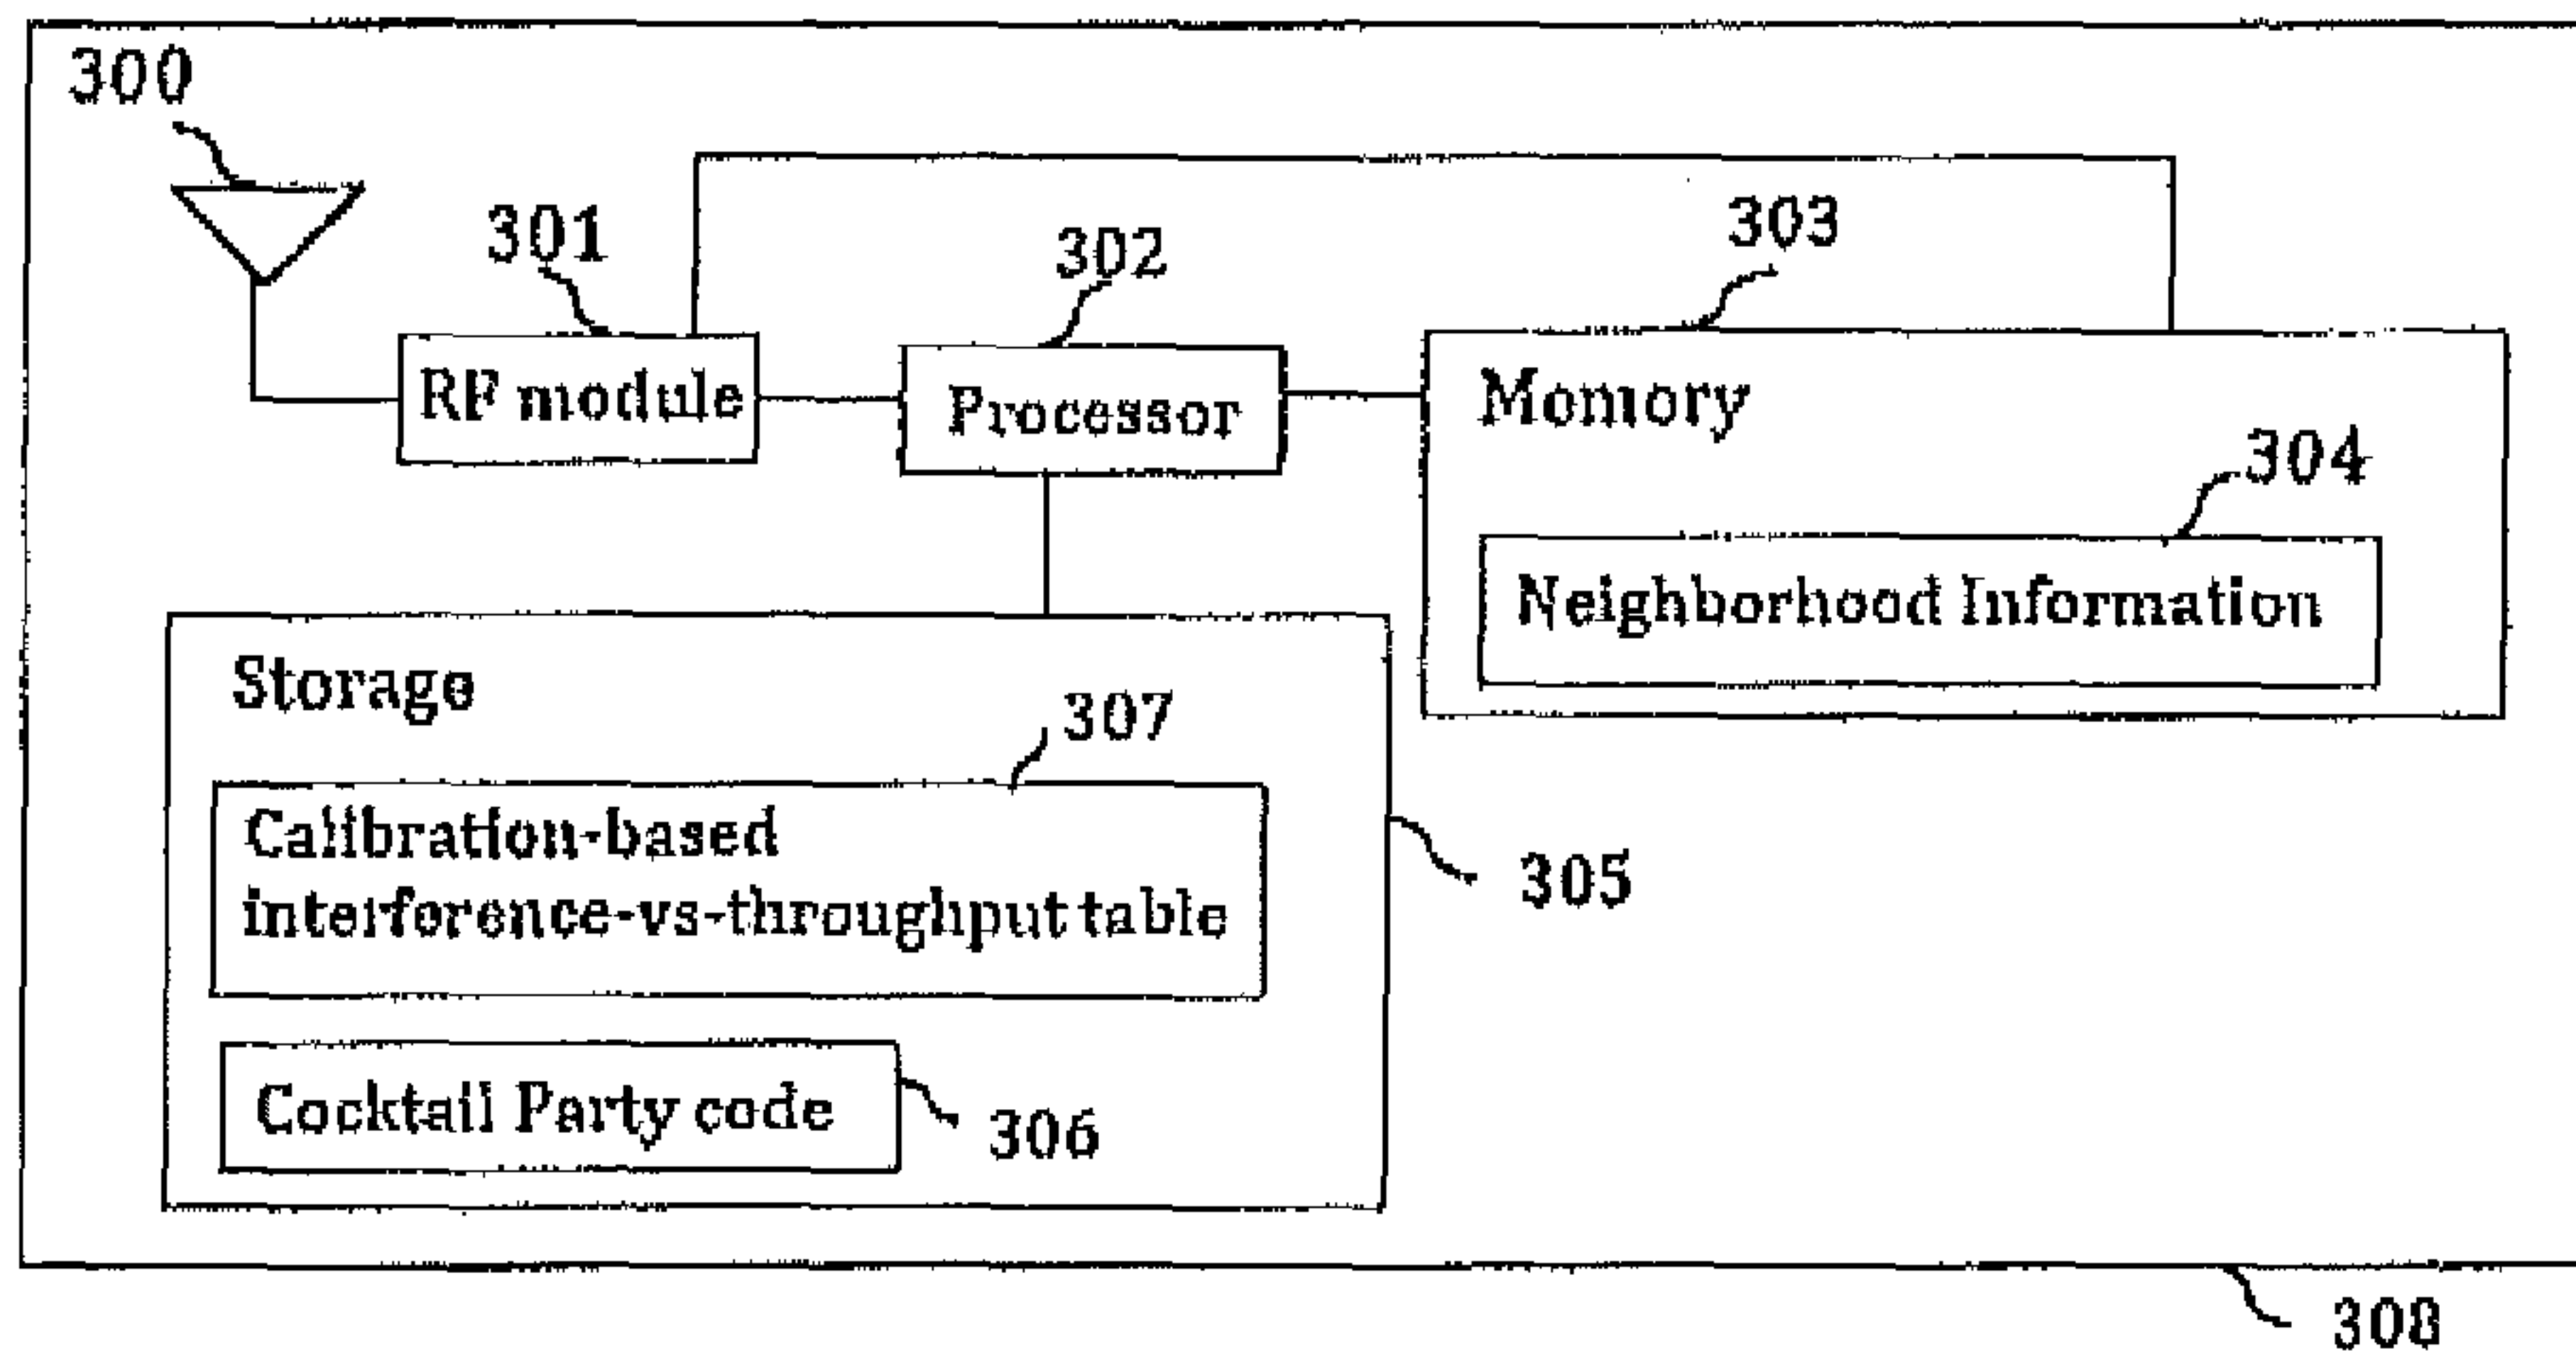 300
301
302
303
RF module
Processor
Momory
304
Neighborhood Information
Storage
307
Calibration-based
interference-vs-throughput table
305
Cocktail Party code
306
308